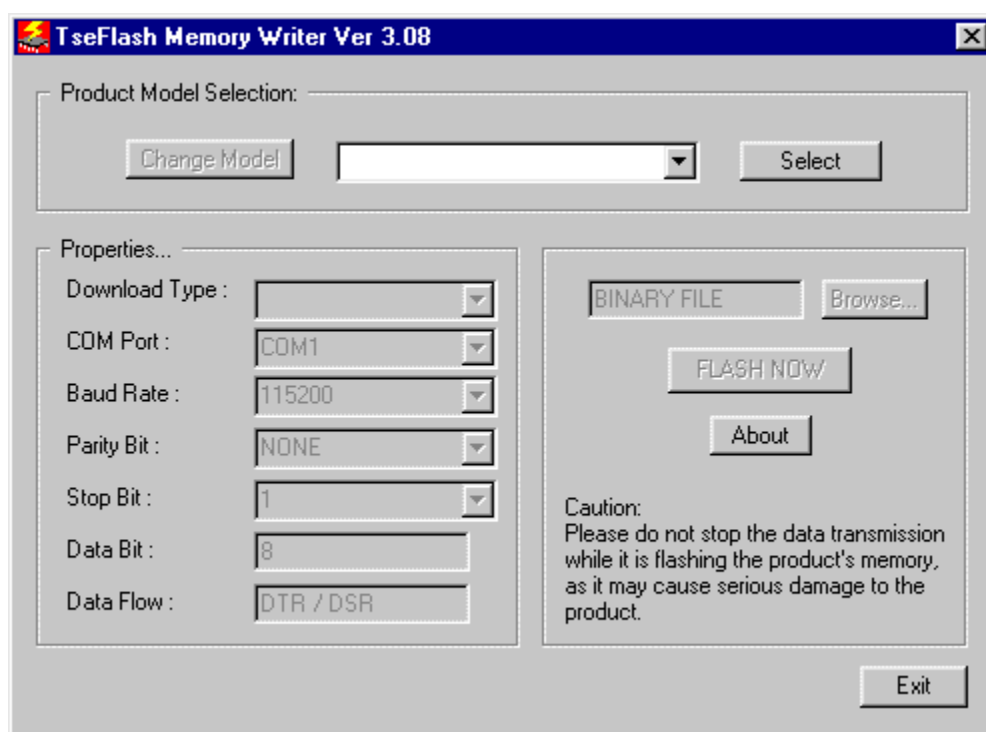 TseFlash Memory Writer Ver 3.08
Product Model Selection:
Change Model
Select
Properties...
Download Type :
COM Port :
COM1
Baud Rate :
115200
Parity Bit :
NONE
Stop Bit :
1
Data Bit :
8
Data Flow :
DTR / DSR
BINARY FILE
Browse...
FLASH NOW
About
Caution:
Please do not stop the data transmission
while it is flashing the product's memory,
as it may cause serious damage to the
product.
Exit